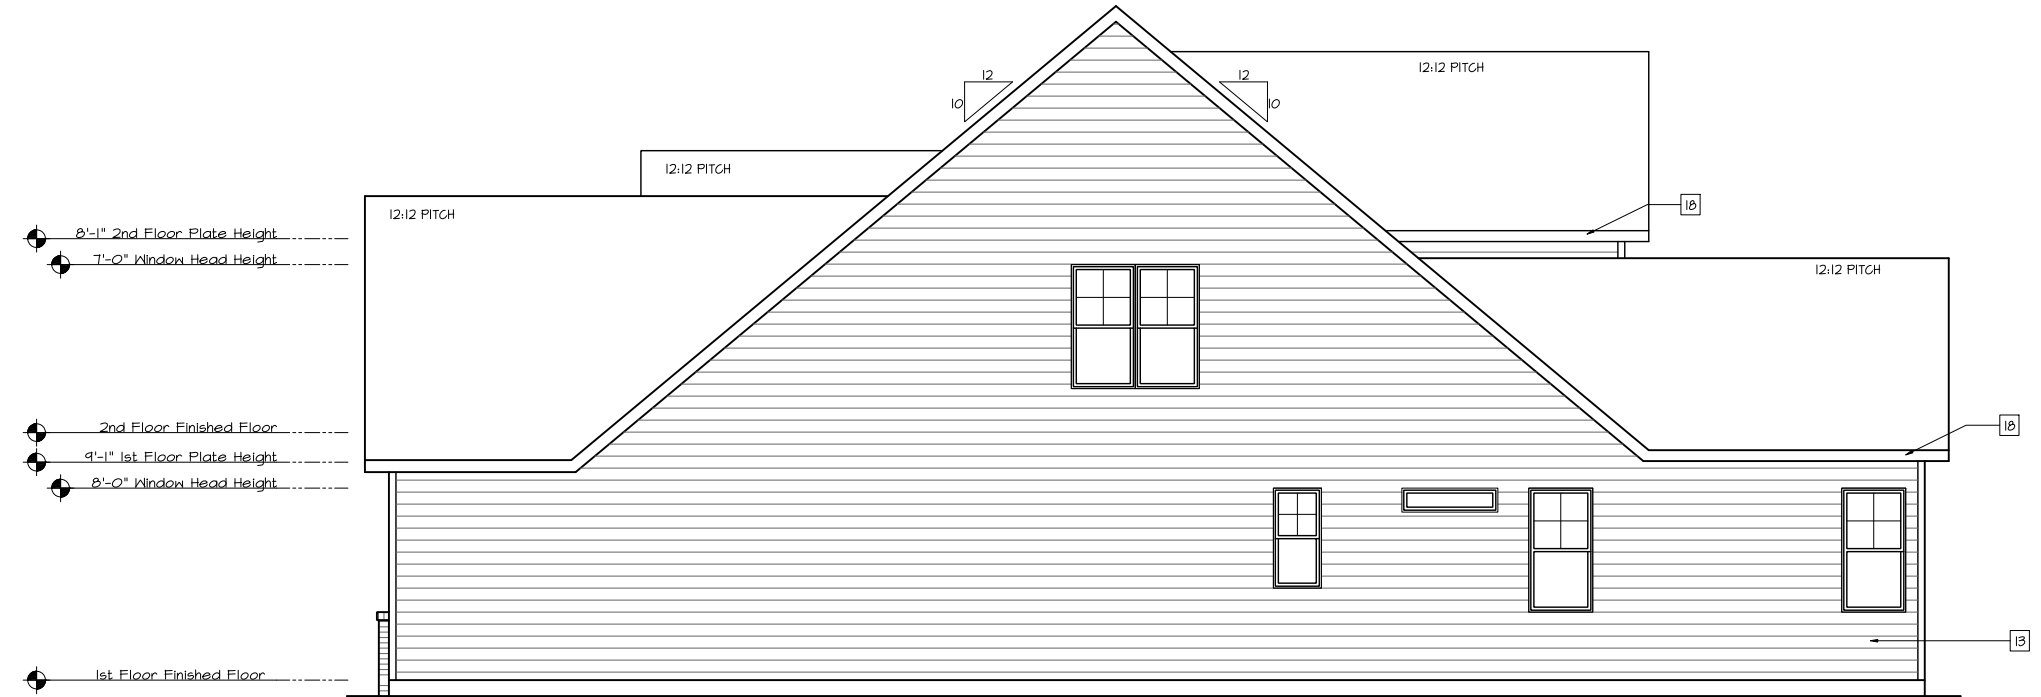 12
12
12:12 PITCH
10
10
12:12 PITCH
18
12:12 PITCH
8'-1" 2nd Floor Plate Height
7'-0" Window Head Height
12:12 PITCH
2nd Floor Finished Floor
18
9'-1" 1st Floor Plate Height
8'-0" Window Head Height
13
1st Floor Finished Floor